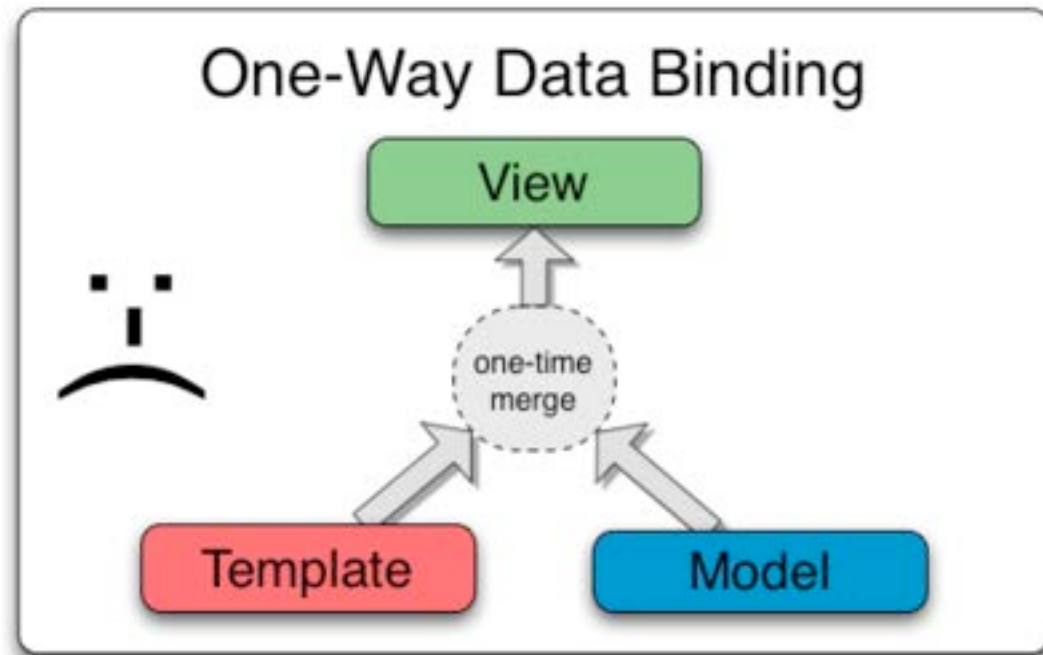 One-Way Data Binding
View
one-time
merge
Template
Model